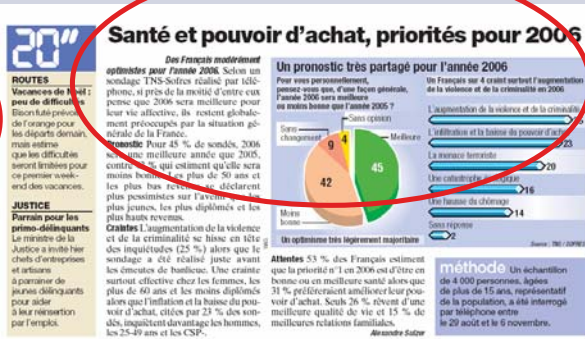 20"
ROUTES
Vacances de Noël :
peu de difficultés
Bison futé prévoit
de l'orange pour
les départs demain,
mais estime
que les difficultés
seront limitées pour
ce premier week-
end des vacances.
JUSTICE
Parrain pour les
primo-délinquants
Le ministre de la
Justice a invité hier
chefs d'entreprises
et artisans
à parrainer de
jeunes délinquants
pour aider
à leur réinsertion
par l'emploi.
Santé et pouvoir d'achat, priorités pour 2006
Des Français modérément
optimistes pour l'année 2006. Selon un
sondage TNS-Sofres réalisé par télé-
phone, si près de la moitié d'entre eux
pense que 2006 sera meilleure pour
leur vie affective, ils restent globale-
ment préoccupés par la situation gé-
nérale de la France.
Pronostic Pour 45 % de sondés, 2006
sera une meilleure année que 2005,
contre 42 % qui estiment qu'elle sera
moins bonne. Les plus de 50 ans et
les plus bas revenus se déclarent
plus pessimistes sur l'avenir que les
plus jeunes, les plus diplômés et les
plus hauts revenus.
Craintes L'augmentation de la violence
et de la criminalité se hisse en tête
des inquiétudes (25 %) alors que le
sondage a été réalisé juste avant
les émeutes de banlieue. Une crainte
surtout effective chez les femmes, les
plus de 60 ans et les moins diplômés
alors que l'inflation et la baisse du pou-
voir d'achat, citées par 23 % des son-
dés, inquiètent davantage les hommes,
les 25-49 ans et les CSP-.
Un pronostic très partagé pour l'année 2006
Pour vous personnellement,
pensez-vous que, d'une façon générale,
l'année 2006 sera meilleure
ou moins bonne que l'année 2005 ?
Sans opinion
Sans
changement
Meilleure
9
4
45
42
Moins
bonne
Un optimisme très légèrement majoritaire
Un Français sur 4 craint surtout l'augmentation
de la violence et de la criminalité en 2006
L'augmentation de la violence et de la criminalité
L'infiltration et la baisse du pouvoir d'achat
23
La menace terroriste
20
Une catastrophe écologique
16
Une hausse du chômage
14
Sans réponse
2
Source : TNS / SOFRES
Attentes 53 % des Français estiment
que la priorité n°1 en 2006 est d'être en
bonne ou en meilleure santé alors que
31 % préféreraient améliorer leur pou-
voir d'achat. Seuls 26 % rêvent d'une
meilleure qualité de vie et 15 % de
meilleures relations familiales.
Alexandre Sulzer
méthode Un échantillon
de 4 000 personnes, âgées
de plus de 15 ans, représentatif
de la population, a été interrogé
par téléphone entre
le 29 août et le 6 novembre.